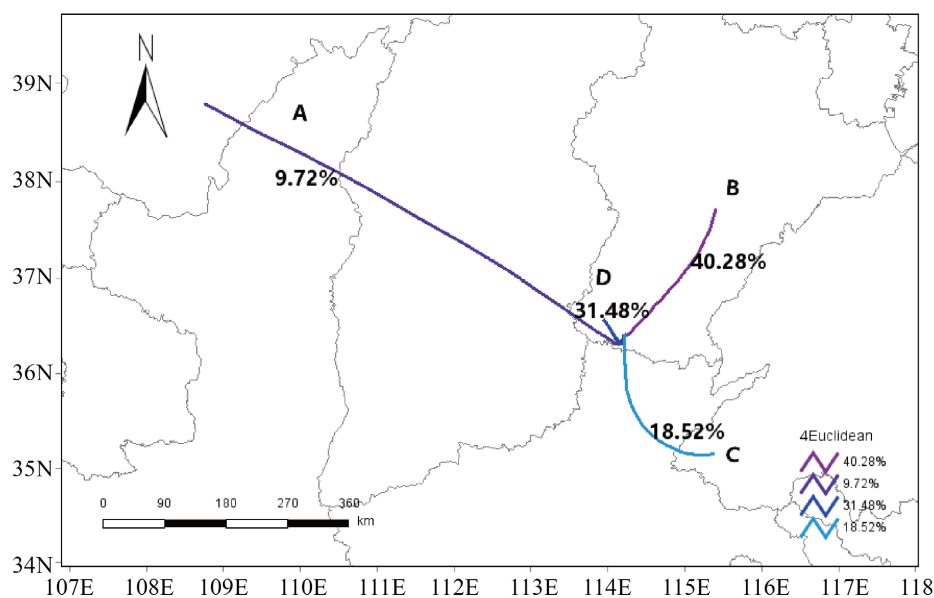 N
39N
A
38N
9.72%
B
40.28%
37N
D
31.48%
36N
18.52%
C
4Euclidean
40.28%
9.72%
31.48%
18.52%
35N
0 90 180 270 360
km
34N
107E 108E 109E 110E 111E 112E 113E 114E 115E 116E 117E 118